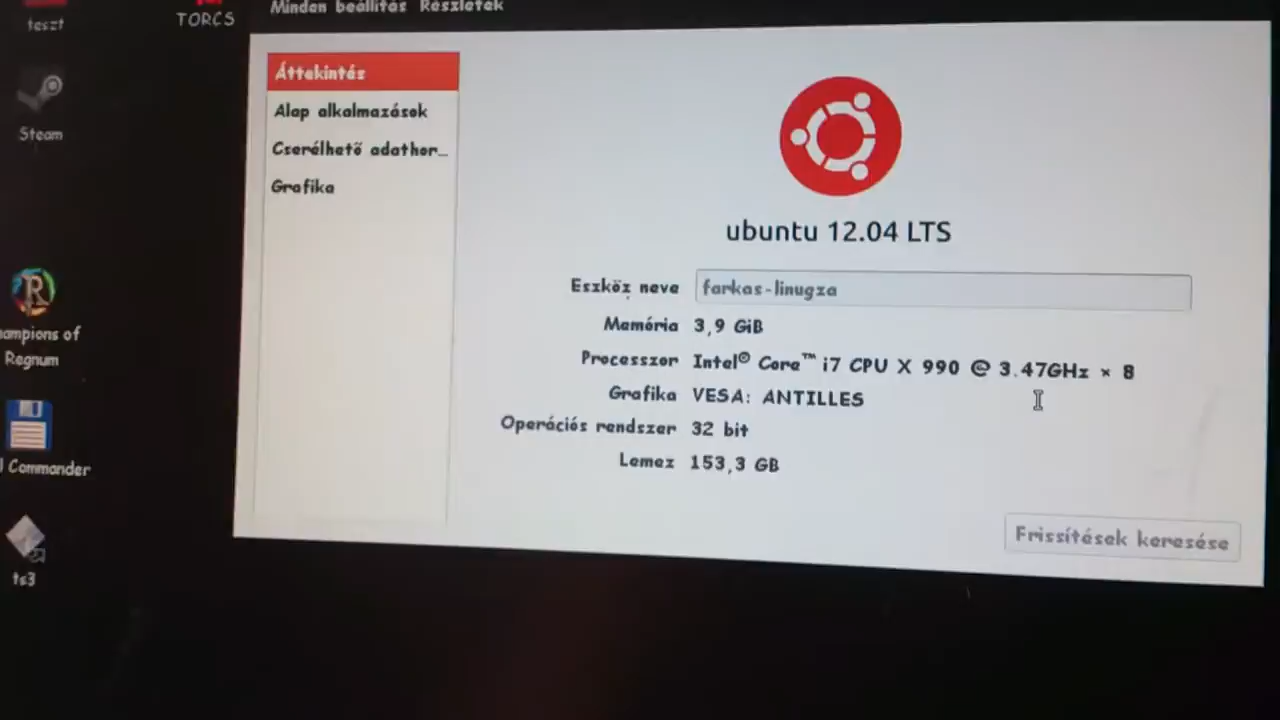 teszt
TORCS
Minden beállítás Részletek
Steam
Áttekintés
Alap alkalmazások
Cserélhető adathor...
Grafika
ubuntu 12.04 LTS
Eszköz neve farkas-linugza
Memória 3,9 GiB
Processzor Intel® Core™ i7 CPU X 990 @ 3.47GHz × 8
Grafika VESA: ANTILLES
Operációs rendszer 32 bit
Lemez 153,3 GB
Frissítések keresése
R
ampions of
Regnum
l Commander
ts3